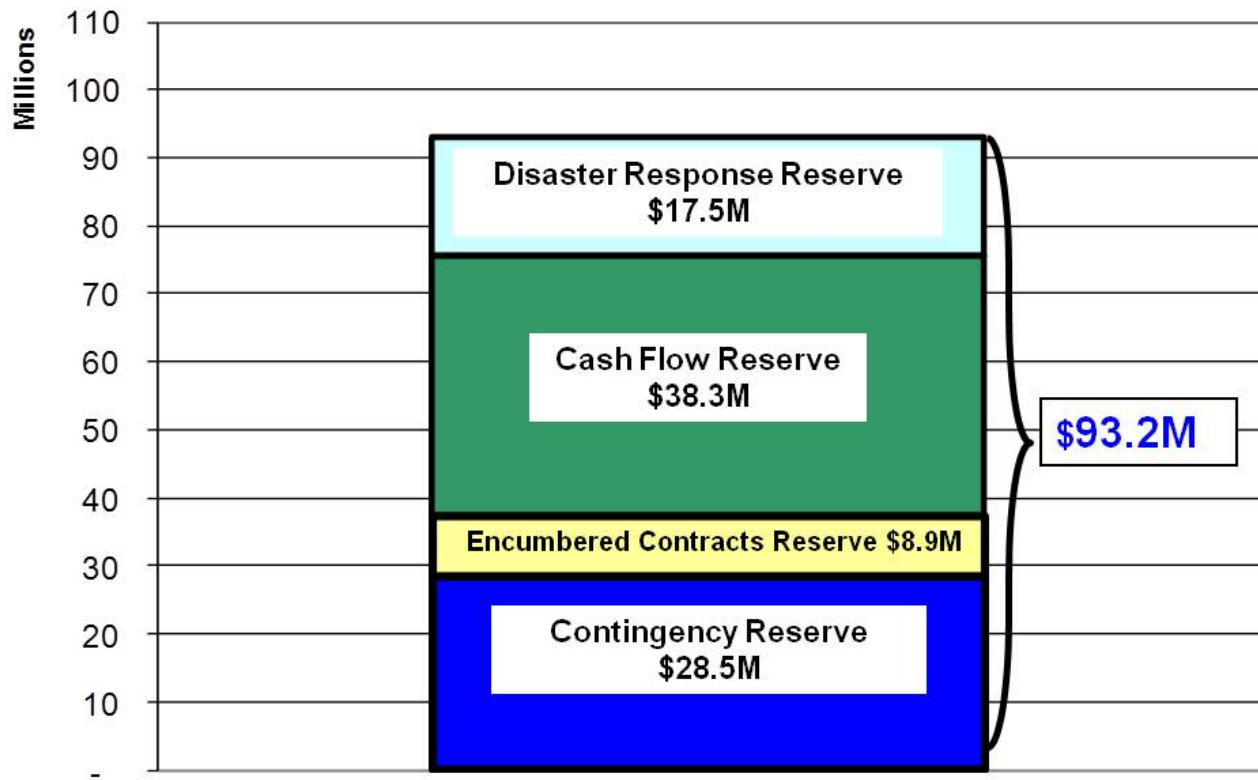 Millions
110
100
90
80
70
60
50
40
30
20
10
-
Disaster Response Reserve
$17.5M
Cash Flow Reserve
$38.3M
Encumbered Contracts Reserve $8.9M
Contingency Reserve
$28.5M
$93.2M